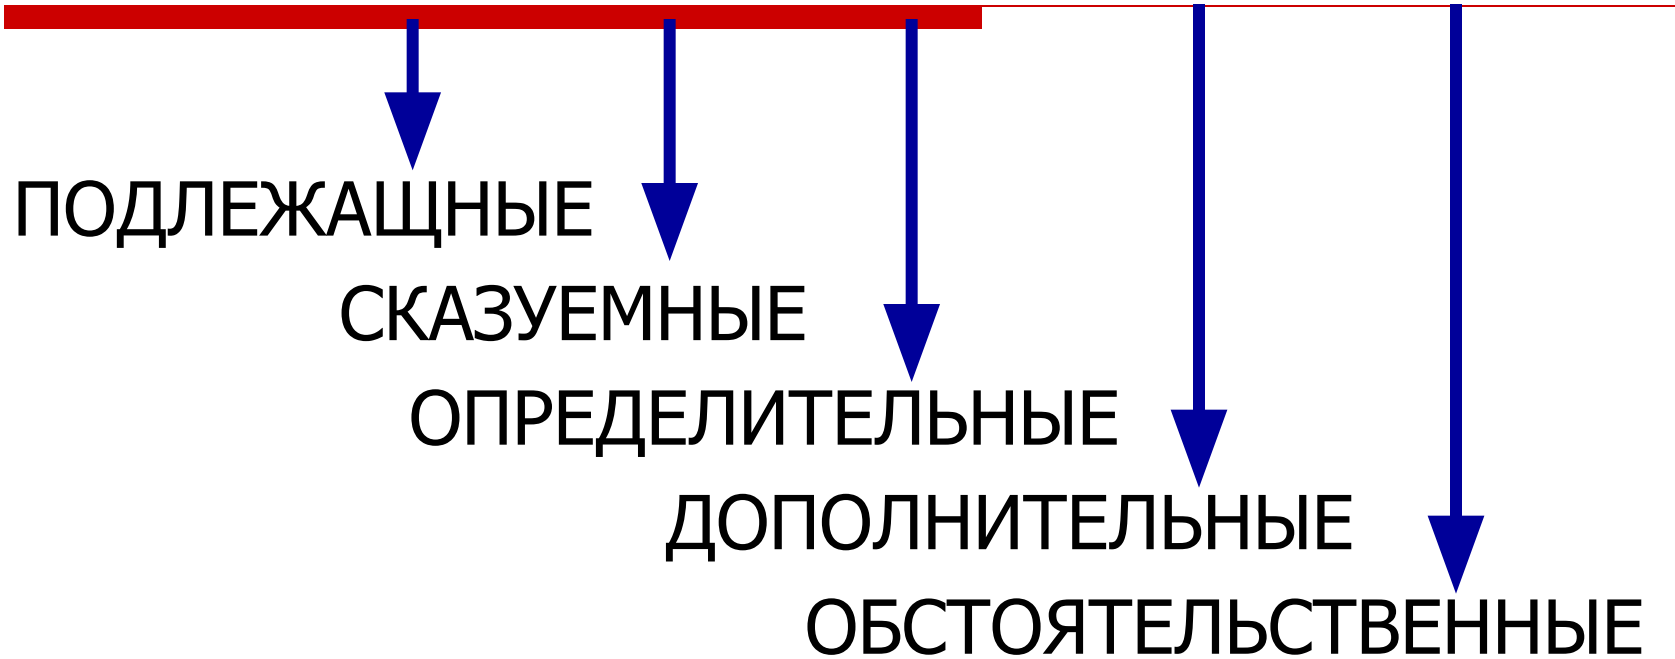 ПОДЛЕЖАЩНЫЕ
СКАЗУЕМНЫЕ
ОПРЕДЕЛИТЕЛЬНЫЕ
ДОПОЛНИТЕЛЬНЫЕ
ОБСТОЯТЕЛЬСТВЕННЫЕ